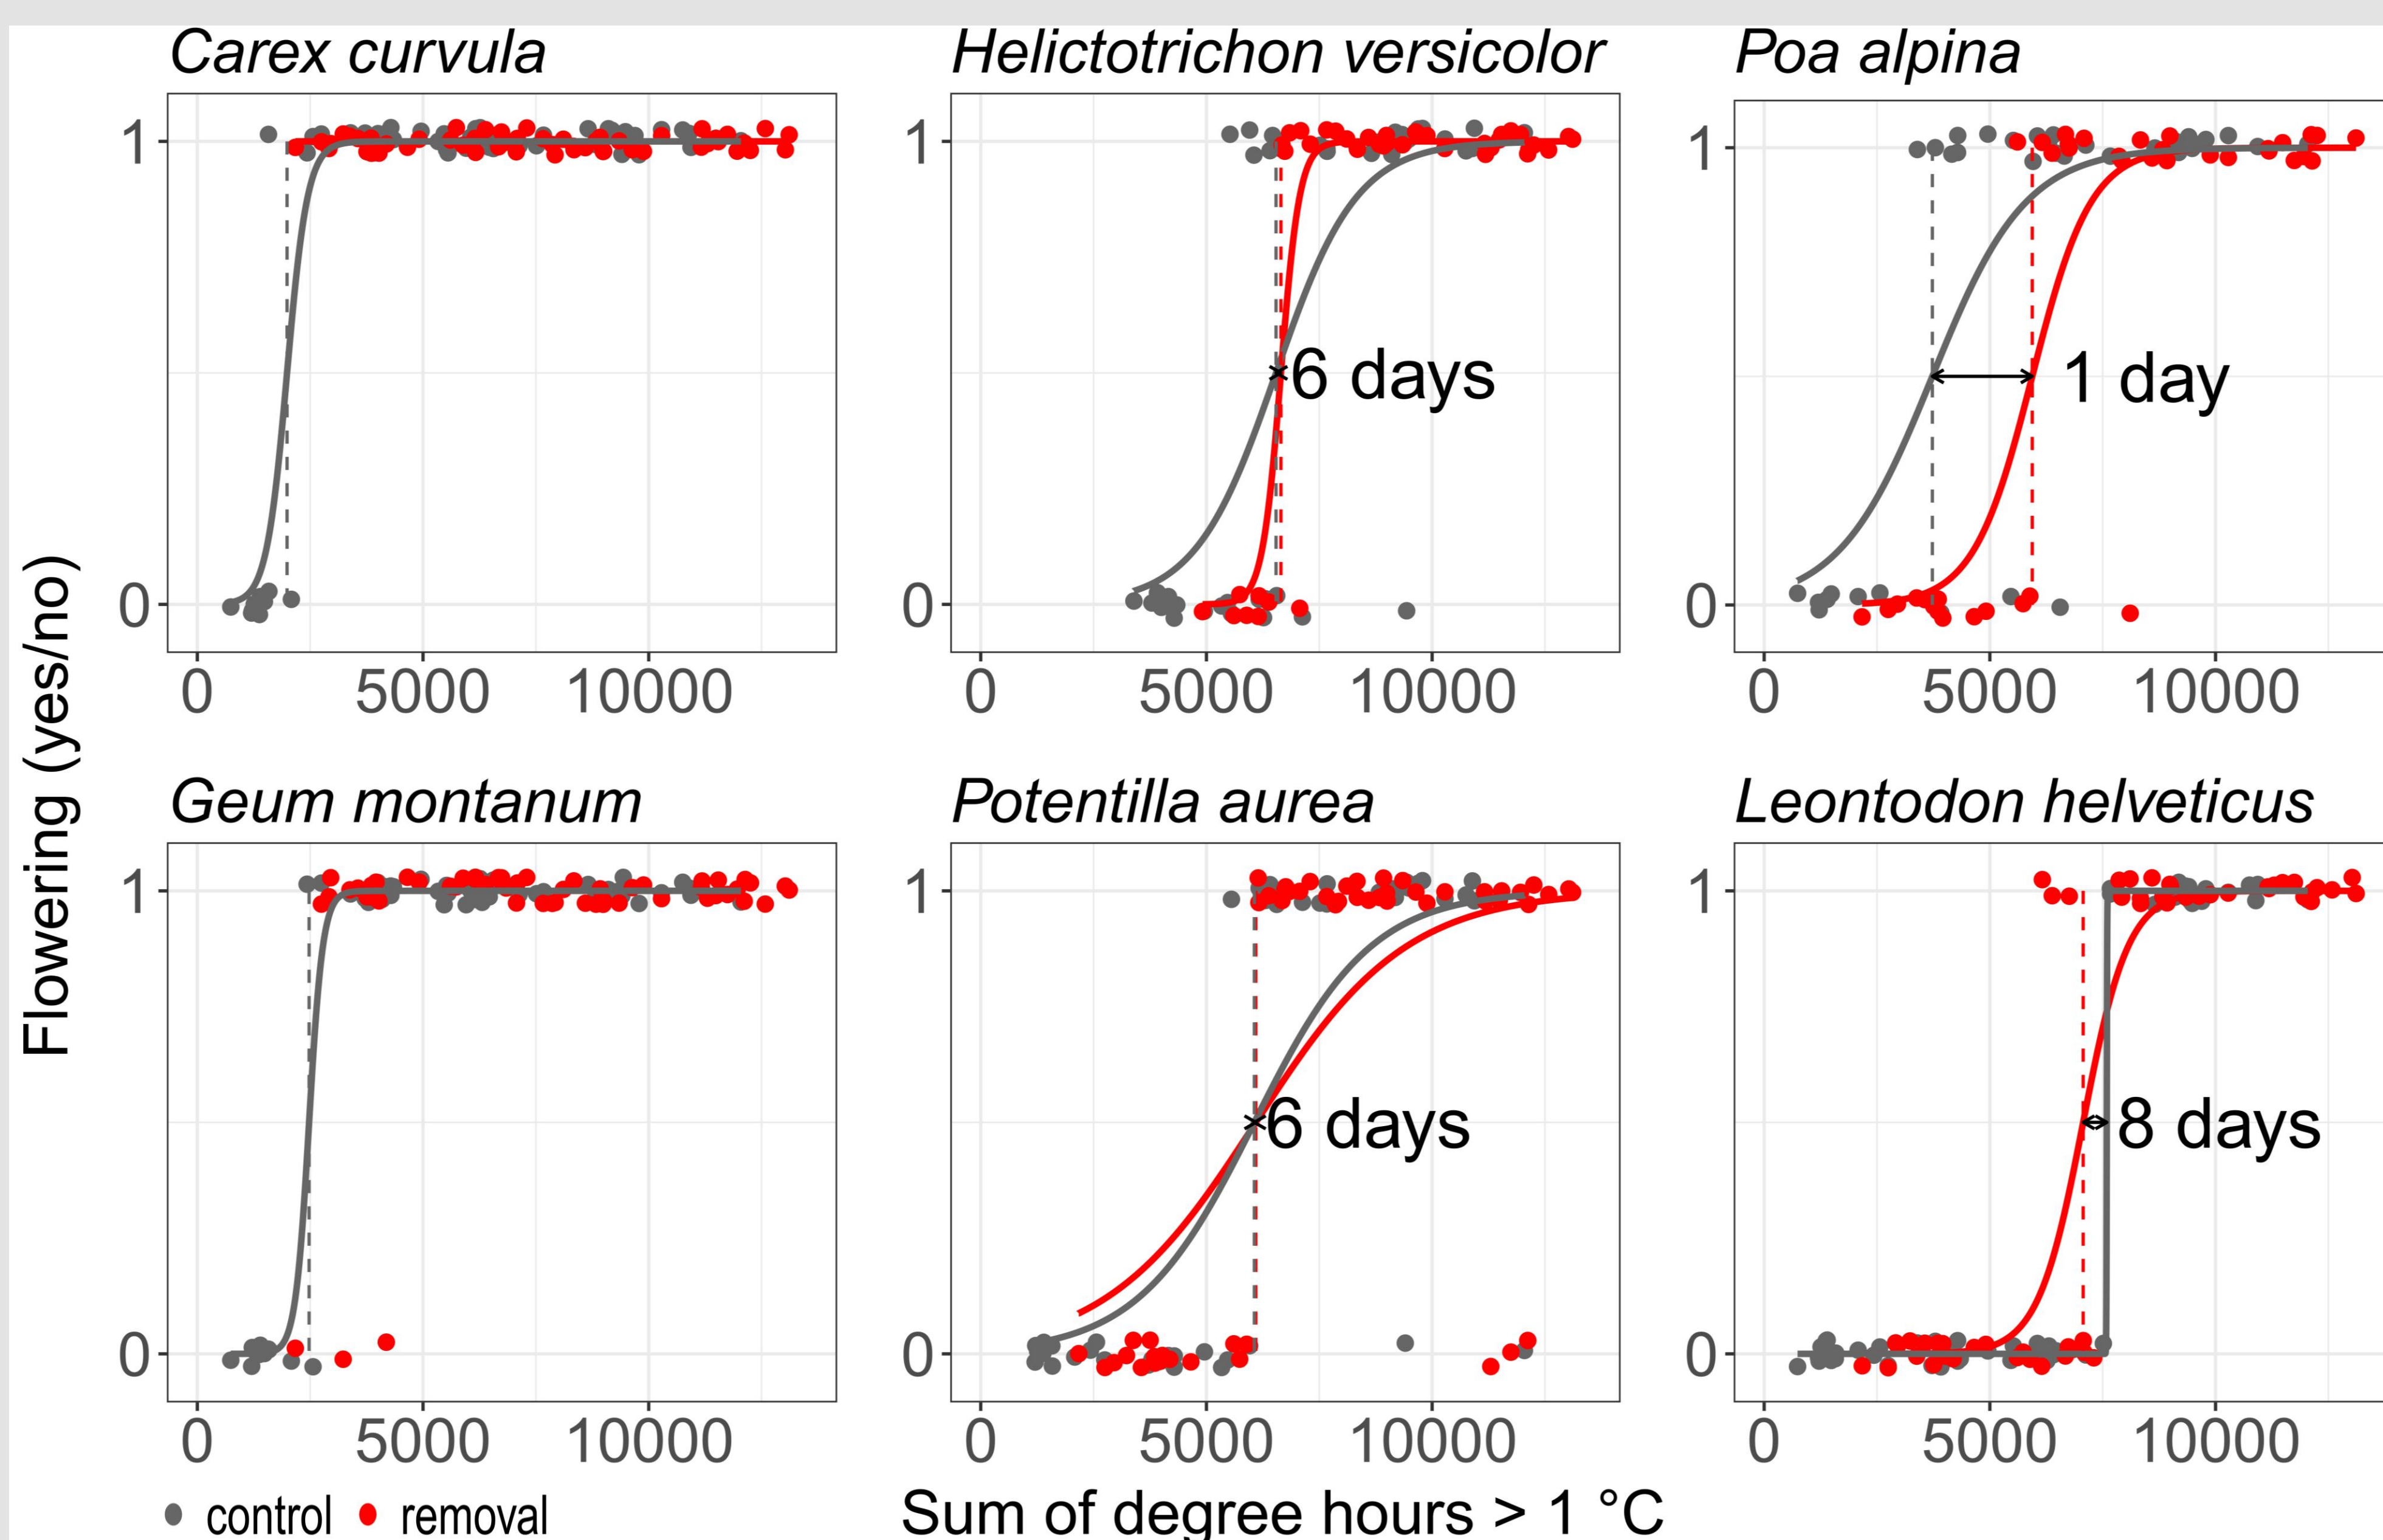 Carex curvula
Helictotrichon versicolor
Poa alpina
1
0
0 5000 10000
1
6 days
0
0 5000 10000
1
1 day
0
0 5000 10000
Flowering (yes/no)
Geum montanum
Potentilla aurea
Leontodon helveticus
1
0
0 5000 10000
1
6 days
0
0 5000 10000
1
8 days
0
0 5000 10000
control removal
Sum of degree hours > 1 °C